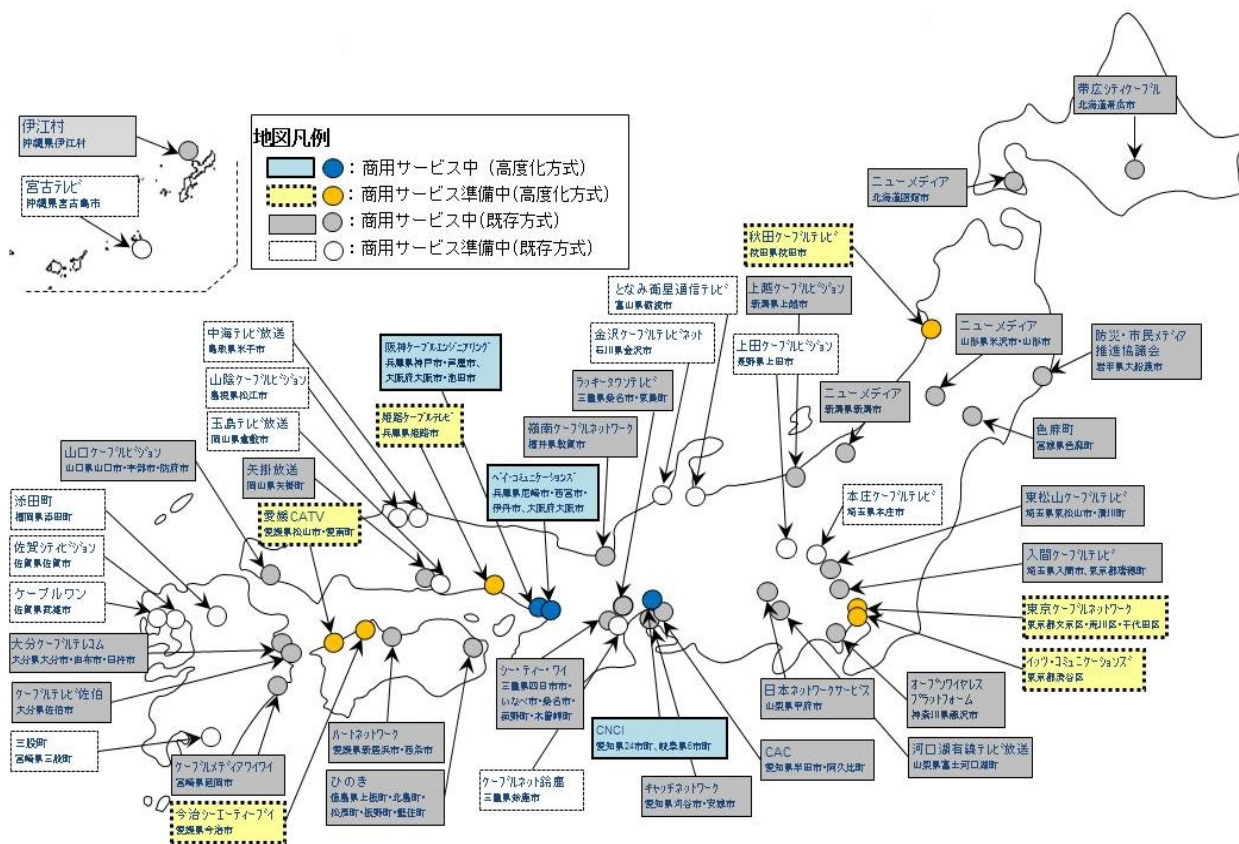 伊江村
沖縄県伊江村
宮古テレビ
沖縄県宮古島市
地図凡例
：商用サービス中（高度化方式）
：商用サービス準備中(高度化方式)
：商用サービス中(既存方式)
：商用サービス準備中(既存方式)
帯広シティケーブル
北海道帯広市
ニューメディア
北海道函館市
秋田ケーブルテレビ
秋田県秋田市
となみ衛星通信テレビ
富山県砺波市
上越ケーブルビジョン
新潟県上越市
中海テレビ放送
鳥取県米子市
阪神ケーブルエンジニアリング
兵庫県神戸市・芦屋市、
大阪府大阪市・池田市
金沢ケーブルテレビネット
石川県金沢市
上田ケーブルビジョン
長野県上田市
ニューメディア
山形県米沢市・山形市
防災・市民メディア
推進協議会
岩手県大船渡市
山陰ケーブルビジョン
島根県松江市
ラッキータウンテレビ
三重県桑名市・東員町
ニューメディア
新潟県新潟市
玉島テレビ放送
岡山県倉敷市
姫路ケーブルテレビ
兵庫県姫路市
嶺南ケーブルネットワーク
福井県敦賀市
色麻町
宮城県色麻町
山口ケーブルビジョン
山口県山口市・宇部市・防府市
矢掛放送
岡山県矢掛町
ベイ・コミュニケーションズ
兵庫県尼崎市・西宮市・
伊丹市、大阪府大阪市
本庄ケーブルテレビ
埼玉県本庄市
東松山ケーブルテレビ
埼玉県東松山市・滑川町
添田町
福岡県添田町
愛媛CATV
愛媛県松山市・愛南町
佐賀シティビジョン
佐賀県佐賀市
入間ケーブルテレビ
埼玉県入間市、東京都瑞穂町
ケーブルワン
佐賀県武雄市
東京ケーブルネットワーク
東京都文京区・荒川区・千代田区
大分ケーブルテレコム
大分県大分市・由布市・臼杵市
イッツ・コミュニケーションズ
東京都渋谷区
シー・ティー・ワイ
三重県四日市市・
いなべ市・桑名市・
菰野町・木曽岬町
日本ネットワークサービス
山梨県甲府市
オープンワイヤレス
プラットフォーム
神奈川県藤沢市
ケーブルテレビ佐伯
大分県佐伯市
ハートネットワーク
愛媛県新居浜市・西条市
CNCI
愛知県24市町、岐阜県6市町
三股町
宮崎県三股町
ケーブルメディアワイワイ
宮崎県延岡市
CAC
愛知県半田市・阿久比町
河口湖有線テレビ放送
山梨県富士河口湖町
ひのき
徳島県上板町・北島町・
松茂町・板野町・藍住町
ケーブルネット鈴鹿
三重県鈴鹿市
キャッチネットワーク
愛知県刈谷市・安城市
今治シーエーティーブイ
愛媛県今治市